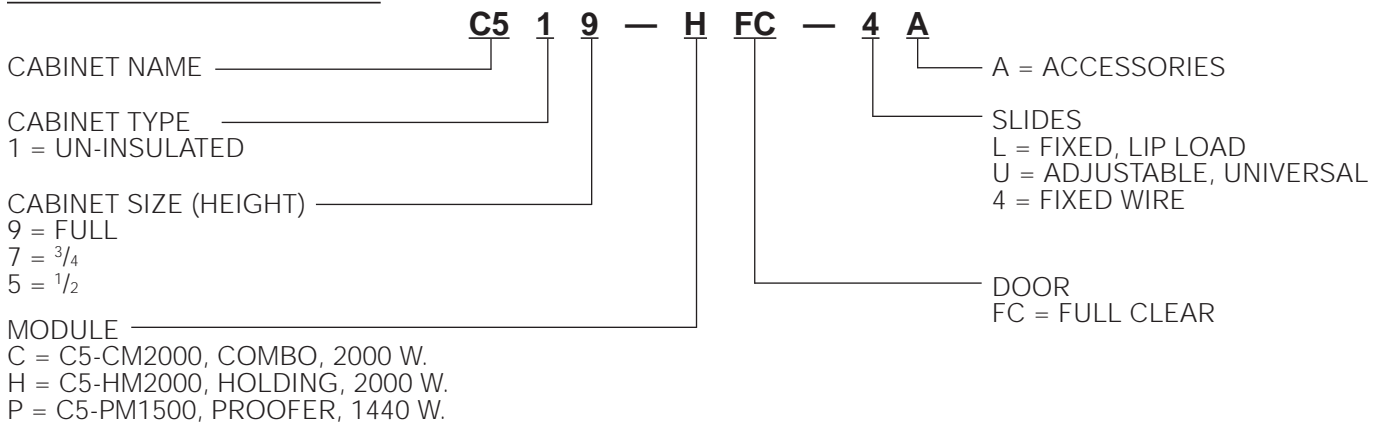 C5 1 9 — H FC — 4 A
CABINET NAME
CABINET TYPE
1 = UN-INSULATED
CABINET SIZE (HEIGHT)
9 = FULL
7 = 3/4
5 = 1/2
MODULE
C = C5-CM2000, COMBO, 2000 W.
H = C5-HM2000, HOLDING, 2000 W.
P = C5-PM1500, PROOFER, 1440 W.
A = ACCESSORIES
SLIDES
L = FIXED, LIP LOAD
U = ADJUSTABLE, UNIVERSAL
4 = FIXED WIRE
DOOR
FC = FULL CLEAR